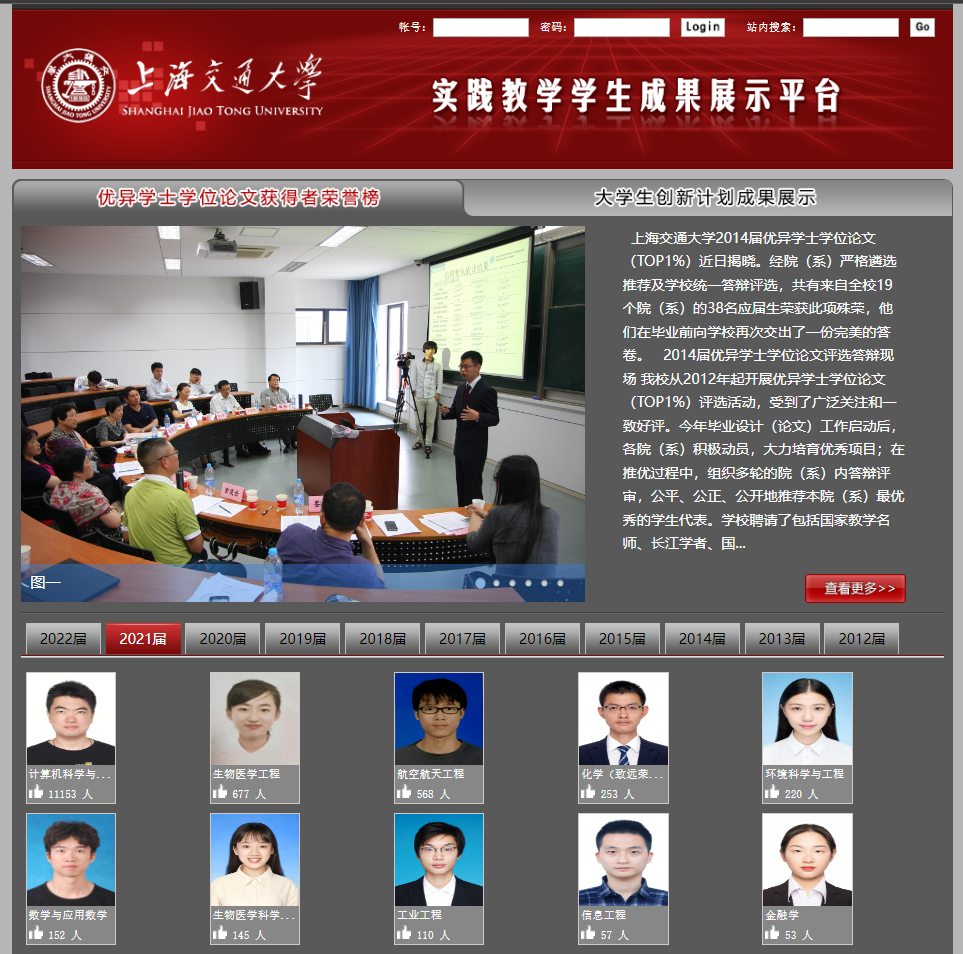 帐号：
密码：
Login
站内搜索：
Go
上海交通大学
SHANGHAI JIAO TONG UNIVERSITY
实践教学学生成果展示平台
优异学士学位论文获得者荣誉榜
大学生创新计划成果展示
上海交通大学2014届优异学士学位论文
（TOP1%）近日揭晓。经院（系）严格遴选
推荐及学校统一答辩评选，共有来自全校19
个院（系）的38名应届生荣获此项殊荣，他
们在毕业前向学校再次交出了一份完美的答
卷。 2014届优异学士学位论文评选答辩现
场 我校从2012年起开展优异学士学位论文
（TOP1%）评选活动，受到了广泛关注和一
致好评。今年毕业设计（论文）工作启动后，
各院（系）积极动员，大力培育优秀项目；在
推优过程中，组织多轮的院（系）内答辩评
审，公平、公正、公开地推荐本院（系）最优
秀的学生代表。学校聘请了包括国家教学名
师、长江学者、国...
图一
查看更多>>
2022届
2021届
2020届
2019届
2018届
2017届
2016届
2015届
2014届
2013届
2012届
计算机科学与...
11153 人
生物医学工程
677 人
航空航天工程
568 人
化学（致远荣...
253 人
环境科学与工程
220 人
数学与应用数学
152 人
生物医学科学...
145 人
工业工程
110 人
信息工程
57 人
金融学
53 人